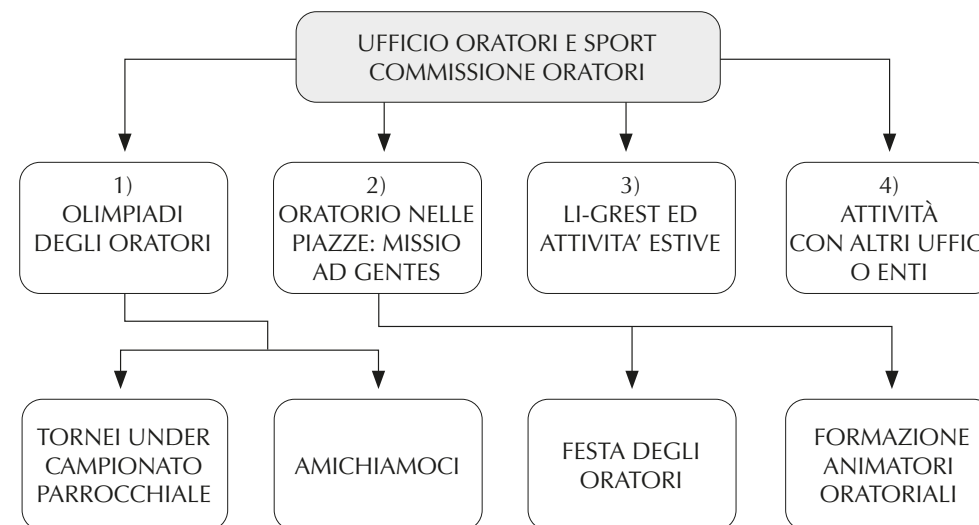 UFFICIO ORATORI E SPORT
COMMISSIONE ORATORI
1)
OLIMPIADI
DEGLI ORATORI
2)
ORATORIO NELLE
PIAZZE: MISSIO
AD GENTES
3)
LI-GREST ED
ATTIVITA’ ESTIVE
4)
ATTIVITÀ
CON ALTRI UFFIC
O ENTI
TORNEI UNDER
CAMPIONATO
PARROCCHIALE
AMICHIAMOCI
FESTA DEGLI
ORATORI
FORMAZIONE
ANIMATORI
ORATORIALI